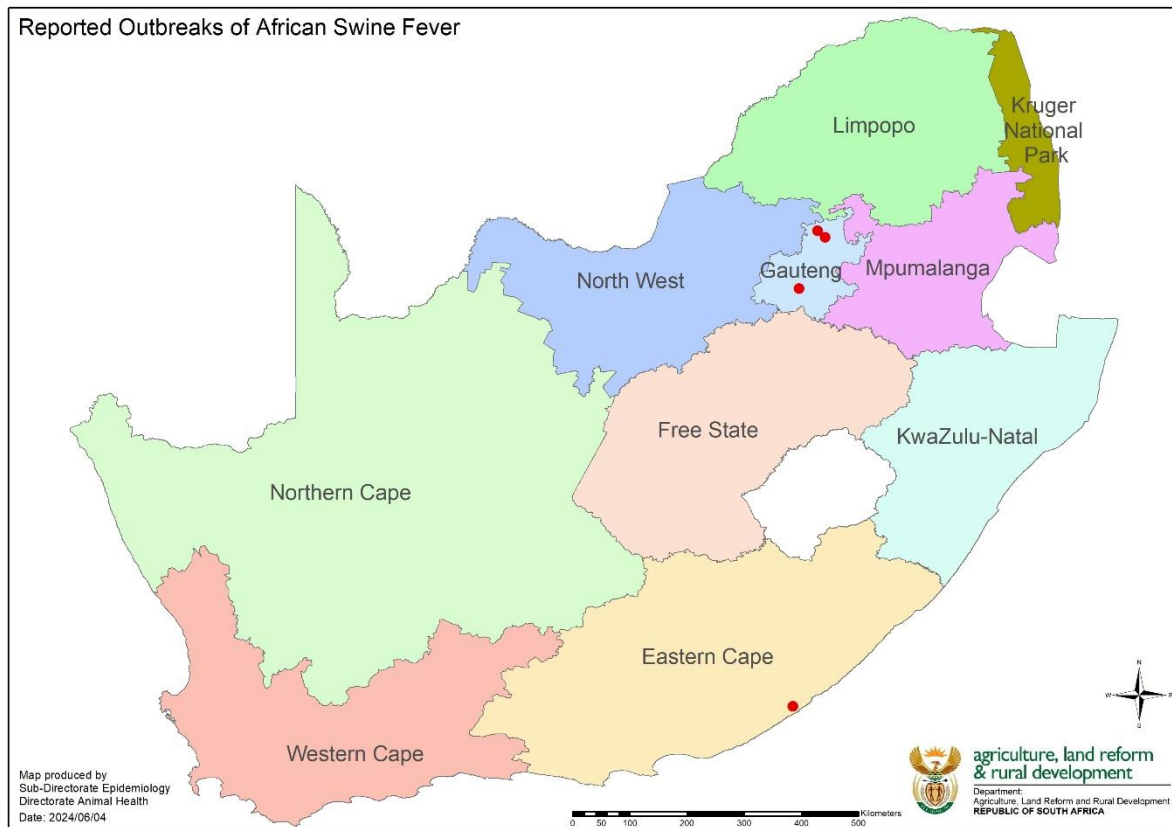 Reported Outbreaks of African Swine Fever
Kruger
National
Park
Limpopo
Gauteng
Mpumalanga
North West
Free State
KwaZulu-Natal
Northern Cape
Eastern Cape
Western Cape
N
W
E
S
Map produced by
Sub-Directorate Epidemiology
Directorate Animal Health
Date: 2024/06/04
Kilometers
0 50 100 200 300 400 500
agriculture, land reform
& rural development
Department:
Agriculture, Land Reform and Rural Development
REPUBLIC OF SOUTH AFRICA